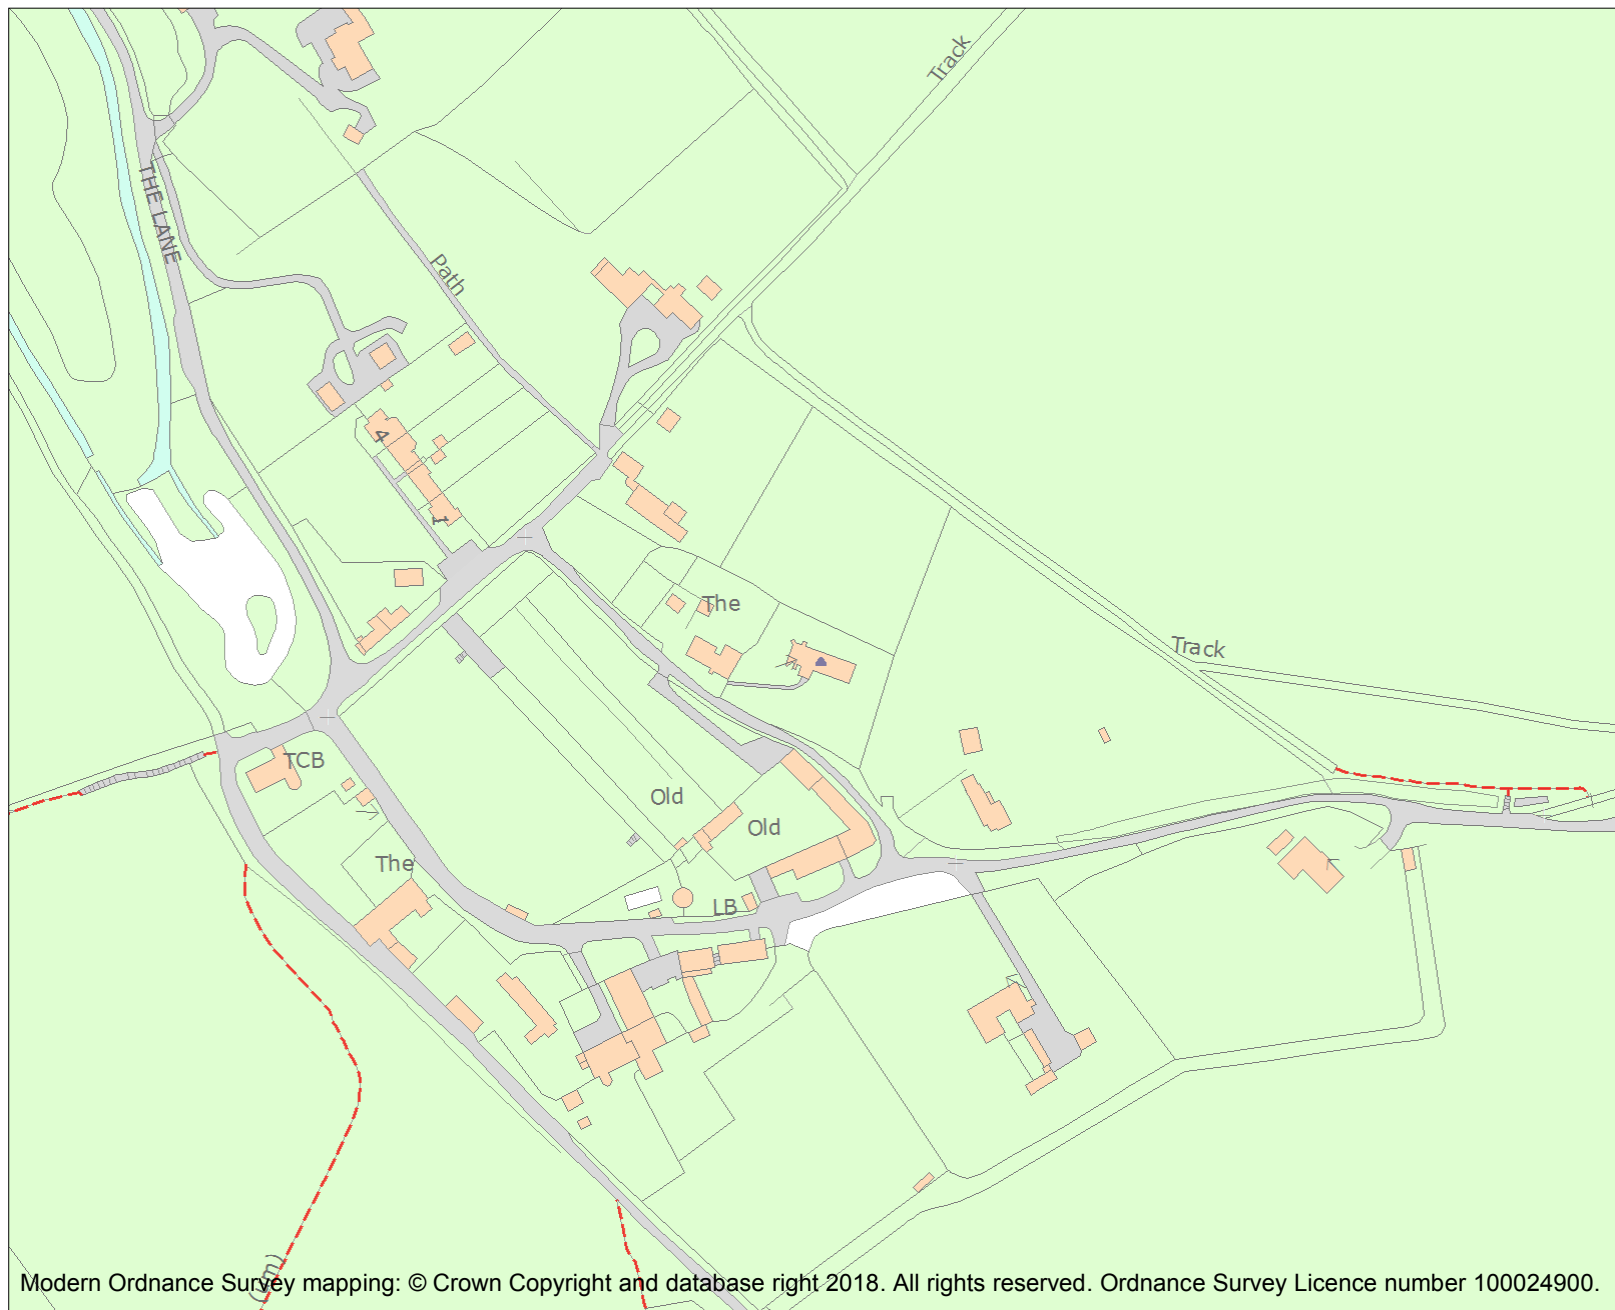 Track
THE LANE
Path
4
1
The
Track
TCB
Old
Old
The
LB
(um)
Modern Ordnance Survey mapping: © Crown Copyright and database right 2018. All rights reserved. Ordnance Survey Licence number 100024900.